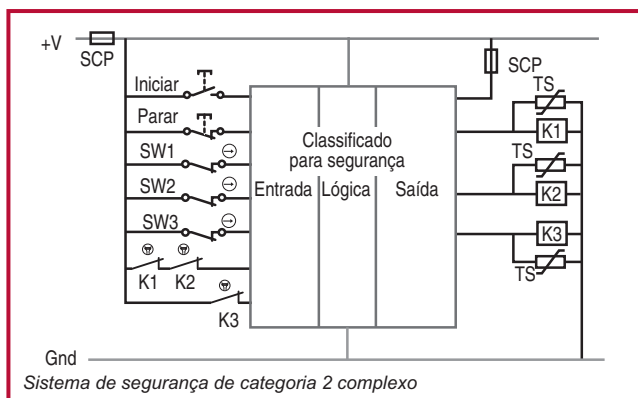 +V
SCP
SCP
Iniciar
TS
Parar
K1
Classificado
para segurança
SW1
TS
Entrada
Lógica
Saída
SW2
K2
SW3
K3
K1
K2
TS
K3
Gnd
Sistema de segurança de categoria 2 complexo